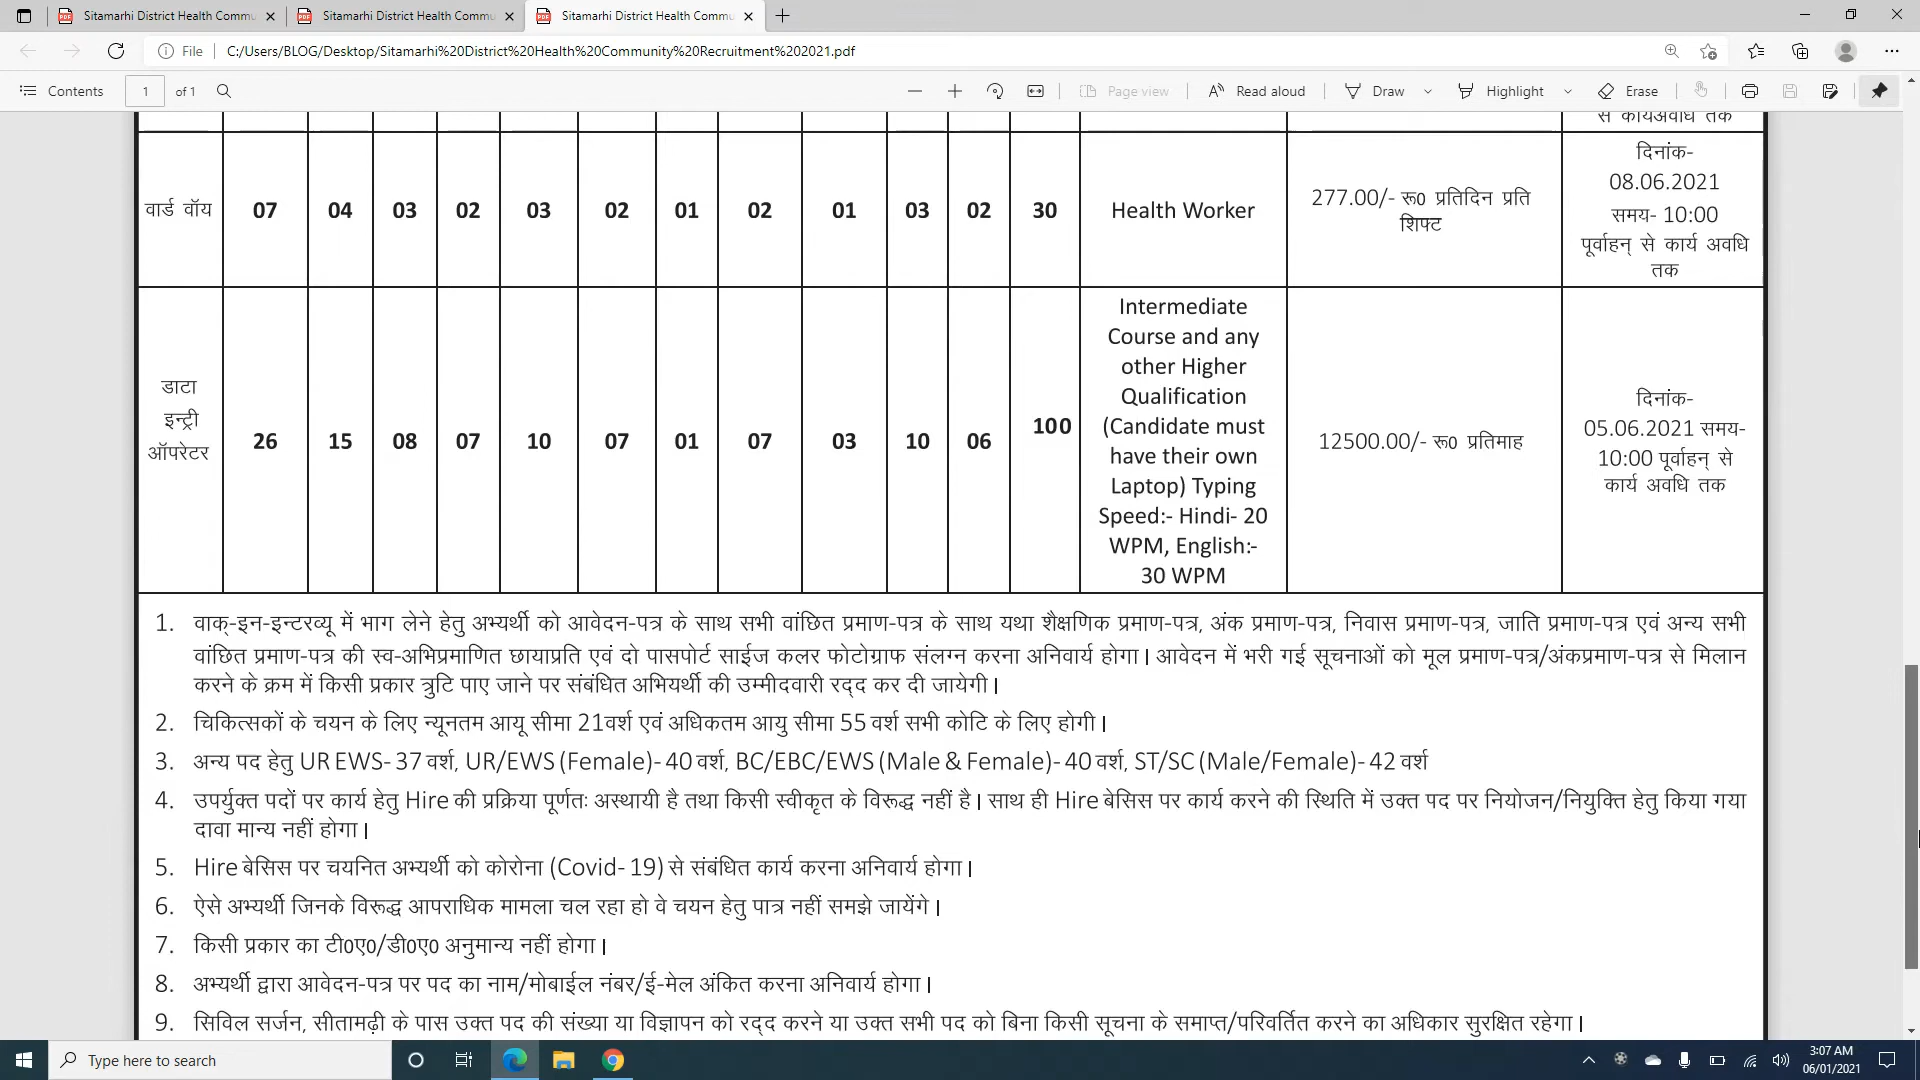 Sitamarhi District Health Commu
Sitamarhi District Health Commu
Sitamarhi District Health Commu
File
C:/Users/BLOG/Desktop/Sitamarhi%20District%20Health%20Community%20Recruitment%202021.pdf
Contents
1
of 1
Page view
Read aloud
Draw
Highlight
Erase
से कार्यअवधि तक
वार्ड वॉय
07
04
03
02
03
02
01
02
01
03
02
30
Health Worker
277.00/- रू0 प्रतिदिन प्रति
शिफ्ट
दिनांक-
08.06.2021
समय- 10:00
पूर्वाहन् से कार्य अवधि
तक
डाटा
इन्ट्री
ऑपरेटर
26
15
08
07
10
07
01
07
03
10
06
100
Intermediate
Course and any
other Higher
Qualification
(Candidate must
have their own
Laptop) Typing
Speed:- Hindi- 20
WPM, English:-
30 WPM
12500.00/- रू0 प्रतिमाह
दिनांक-
05.06.2021 समय-
10:00 पूर्वाहन् से
कार्य अवधि तक
1. वाक्-इन-इन्टरव्यू में भाग लेने हेतु अभ्यर्थी को आवेदन-पत्र के साथ सभी वांछित प्रमाण-पत्र के साथ यथा शैक्षणिक प्रमाण-पत्र, अंक प्रमाण-पत्र, निवास प्रमाण-पत्र, जाति प्रमाण-पत्र एवं अन्य सभी
वांछित प्रमाण-पत्र की स्व-अभिप्रमाणित छायाप्रति एवं दो पासपोर्ट साईज कलर फोटोग्राफ संलग्न करना अनिवार्य होगा। आवेदन में भरी गई सूचनाओं को मूल प्रमाण-पत्र/अंकप्रमाण-पत्र से मिलान
करने के क्रम में किसी प्रकार त्रुटि पाए जाने पर संबंधित अभियर्थी की उम्मीदवारी रद्द कर दी जायेगी।
2. चिकित्सकों के चयन के लिए न्यूनतम आयू सीमा 21वर्श एवं अधिकतम आयु सीमा 55 वर्श सभी कोटि के लिए होगी।
3. अन्य पद हेतु UR EWS- 37 वर्श, UR/EWS (Female)- 40 वर्श, BC/EBC/EWS (Male & Female)- 40 वर्श, ST/SC (Male/Female)- 42 वर्श
4. उपर्युक्त पदों पर कार्य हेतु Hire की प्रक्रिया पूर्णतः अस्थायी है तथा किसी स्वीकृत के विरूद्ध नहीं है। साथ ही Hire बेसिस पर कार्य करने की स्थिति में उक्त पद पर नियोजन/नियुक्ति हेतु किया गया
दावा मान्य नहीं होगा।
5. Hire बेसिस पर चयनित अभ्यर्थी को कोरोना (Covid- 19) से संबंधित कार्य करना अनिवार्य होगा।
6. ऐसे अभ्यर्थी जिनके विरूद्ध आपराधिक मामला चल रहा हो वे चयन हेतु पात्र नहीं समझे जायेंगे।
7. किसी प्रकार का टी0ए0/डी0ए0 अनुमान्य नहीं होगा।
8. अभ्यर्थी द्वारा आवेदन-पत्र पर पद का नाम/मोबाईल नंबर/ई-मेल अंकित करना अनिवार्य होगा।
9. सिविल सर्जन, सीतामढ़ी के पास उक्त पद की संख्या या विज्ञापन को रद्द करने या उक्त सभी पद को बिना किसी सूचना के समाप्त/परिवर्तित करने का अधिकार सुरक्षित रहेगा।
Type here to search
3:07 AM
06/01/2021